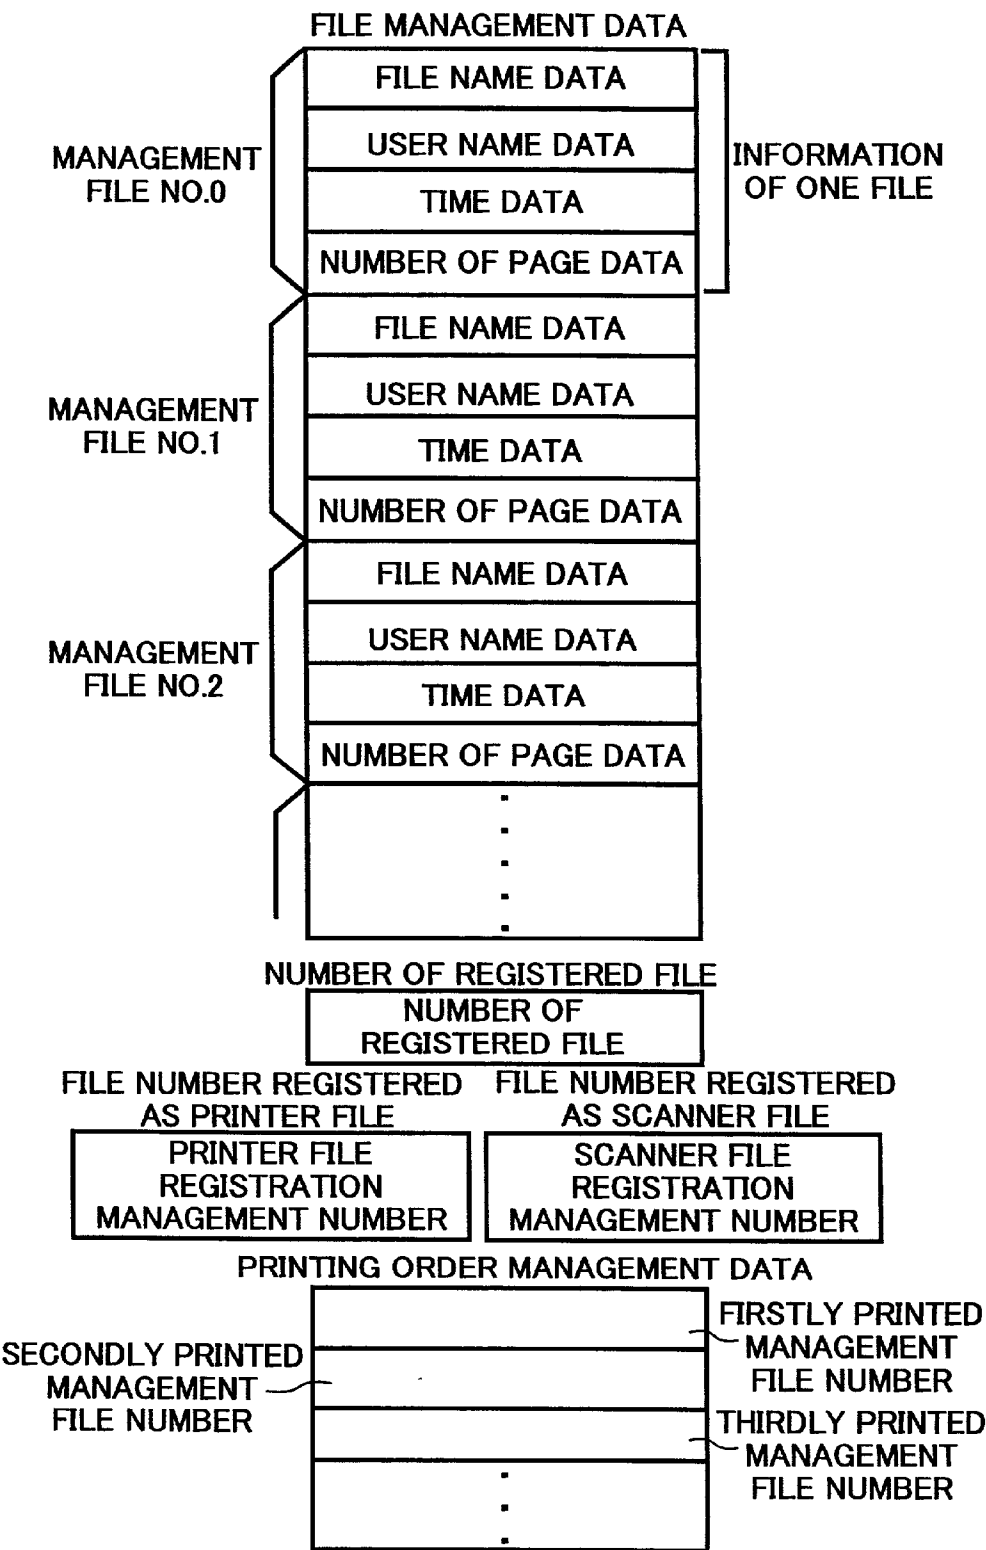 FILE MANAGEMENT DATA
FILE NAME DATA
USER NAME DATA
TIME DATA
NUMBER OF PAGE DATA
MANAGEMENT
FILE NO.0
INFORMATION
OF ONE FILE
FILE NAME DATA
USER NAME DATA
TIME DATA
NUMBER OF PAGE DATA
MANAGEMENT
FILE NO.1
FILE NAME DATA
USER NAME DATA
TIME DATA
NUMBER OF PAGE DATA
MANAGEMENT
FILE NO.2
NUMBER OF REGISTERED FILE
NUMBER OF
REGISTERED FILE
FILE NUMBER REGISTERED
AS PRINTER FILE
PRINTER FILE
REGISTRATION
MANAGEMENT NUMBER
FILE NUMBER REGISTERED
AS SCANNER FILE
SCANNER FILE
REGISTRATION
MANAGEMENT NUMBER
PRINTING ORDER MANAGEMENT DATA
FIRSTLY PRINTED
MANAGEMENT
FILE NUMBER
SECONDLY PRINTED
MANAGEMENT
FILE NUMBER
THIRDLY PRINTED
MANAGEMENT
FILE NUMBER